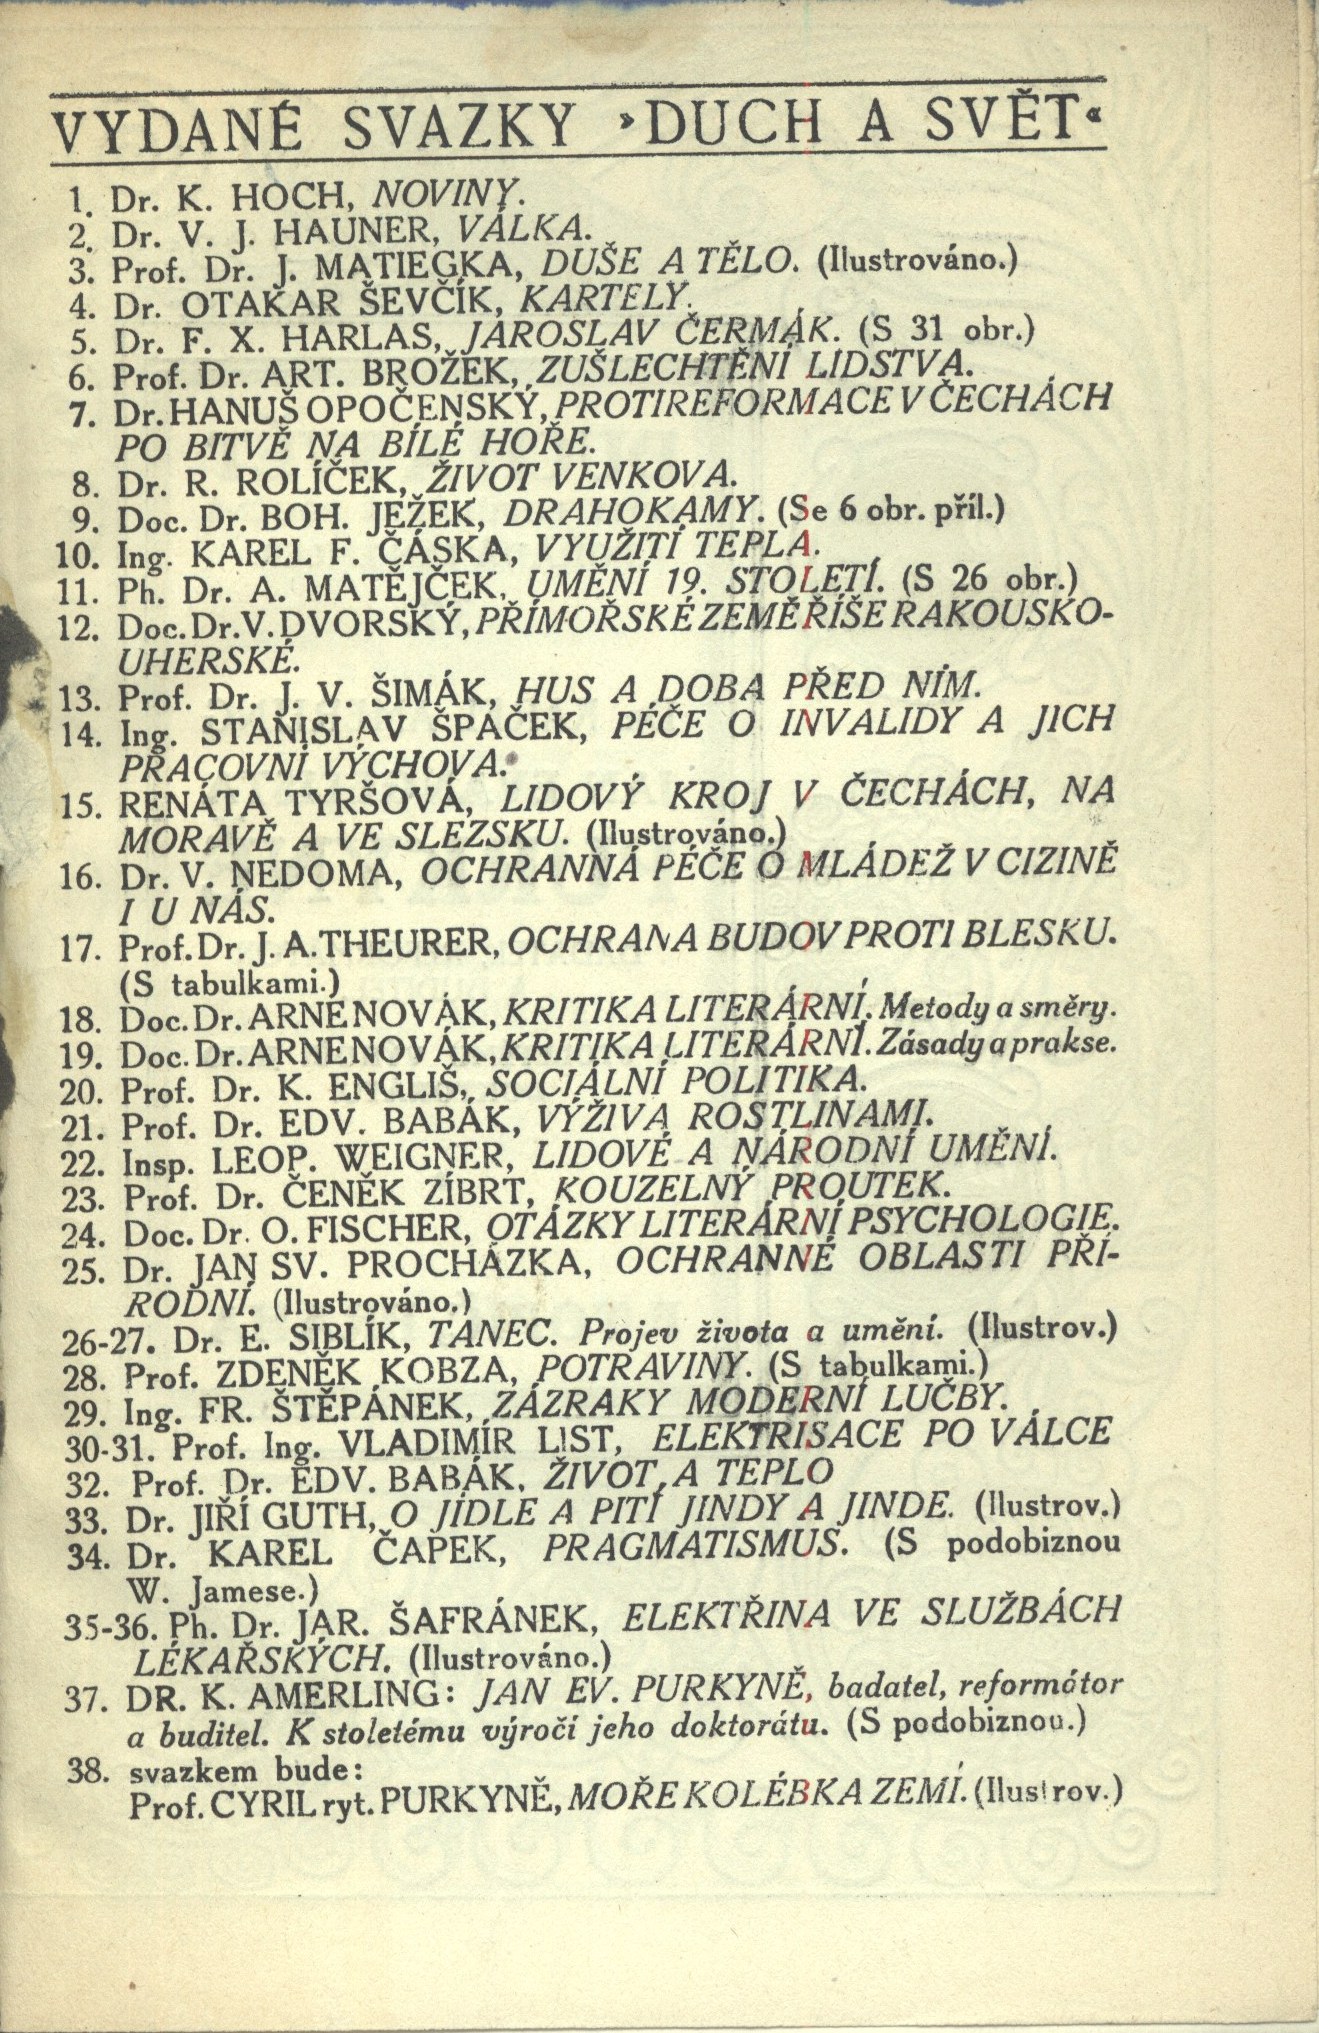 VYDANÉ SVAZKY »DUCH A SVĚT«
1. Dr. K. HOCH, NOVINY.
2. Dr. V. J. HAUNER, VÁLKA.
3. Prof. Dr. J. MATIEGKA, DUŠE A TĚLO. (Ilustrováno.)
4. Dr. OTAKAR ŠEVČÍK, KARTELY.
5. Dr. F. X. HARLAS, JAROSLAV ČERMÁK. (S 31 obr.)
6. Prof. Dr. ART. BROŽEK, ZUŠLECHTĚNÍ LIDSTVA.
7. Dr. HANUŠ OPOČENSKÝ, PROTIREFORMACE V ČECHÁCH
PO BITVĚ NA BÍLÉ HOŘE.
8. Dr. R. ROLÍČEK, ŽIVOT VENKOVA.
9. Doc. Dr. BOH. JEŽEK, DRAHOKAMY. (Se 6 obr. příl.)
10. Ing. KAREL F. ČÁSKA, VYUŽITÍ TEPLA.
11. Ph. Dr. A. MATĚJČEK, UMĚNÍ 19. STOLETÍ. (S 26 obr.)
12. Doc. Dr. V. DVORSKÝ, PŘÍMOŘSKÉ ZEMĚ ŘÍŠE RAKOUSKO-
UHERSKÉ.
13. Prof. Dr. J. V. ŠIMÁK, HUS A DOBA PŘED NÍM.
14. Ing. STANISLAV ŠPAČEK, PÉČE O INVALIDY A JICH
PRACOVNÍ VÝCHOVA.
15. RENÁTA TYRŠOVÁ, LIDOVÝ KROJ V ČECHÁCH, NA
MORAVĚ A VE SLEZSKU. (Ilustrováno.)
16. Dr. V. NEDOMA, OCHRANNÁ PÉČE O MLÁDEŽ V CIZINĚ
I U NÁS.
17. Prof. Dr. J. A. THEURER, OCHRANA BUDOV PROTI BLESKU.
(S tabulkami.)
18. Doc. Dr. ARNE NOVÁK, KRITIKA LITERÁRNÍ. Metody a směry.
19. Doc. Dr. ARNE NOVÁK, KRITIKA LITERÁRNÍ. Zásady a prakse.
20. Prof. Dr. K. ENGLIŠ, SOCIÁLNÍ POLITIKA.
21. Prof. Dr. EDV. BABÁK, VÝŽIVA ROSTLINAMI.
22. Insp. LEOP. WEIGNER, LIDOVÉ A NÁRODNÍ UMĚNÍ.
23. Prof. Dr. ČENĚK ZÍBRT, KOUZELNÝ PROUTEK.
24. Doc. Dr. O. FISCHER, OTÁZKY LITERÁRNÍ PSYCHOLOGIE.
25. Dr. JAN SV. PROCHÁZKA, OCHRANNÉ OBLASTI PŘÍ-
RODNÍ. (Ilustrováno.)
26-27. Dr. E. SIBLÍK, TANEC. Projev života a umění. (Ilustrov.)
28. Prof. ZDENĚK KOBZA, POTRAVINY. (S tabulkami.)
29. Ing. FR. ŠTĚPÁNEK, ZÁZRAKY MODERNÍ LUČBY.
30-31. Prof. Ing. VLADIMÍR LIST, ELEKTRISACE PO VÁLCE
32. Prof. Dr. EDV. BABÁK, ŽIVOT A TEPLO
33. Dr. JIŘÍ GUTH, O JÍDLE A PITÍ JINDY A JINDE. (Ilustrov.)
34. Dr. KAREL ČAPEK, PRAGMATISMUS. (S podobiznou
W. Jamese.)
35-36. Ph. Dr. JAR. ŠAFRÁNEK, ELEKTŘINA VE SLUŽBÁCH
LÉKAŘSKÝCH. (Ilustrováno.)
37. DR. K. AMERLING: JAN EV. PURKYNĚ, badatel, reformátor
a buditel. K stoletému výročí jeho doktorátu. (S podobiznou.)
38. svazkem bude:
Prof. CYRIL ryt. PURKYNĚ, MOŘE KOLÉBKA ZEMÍ. (Ilustrov.)